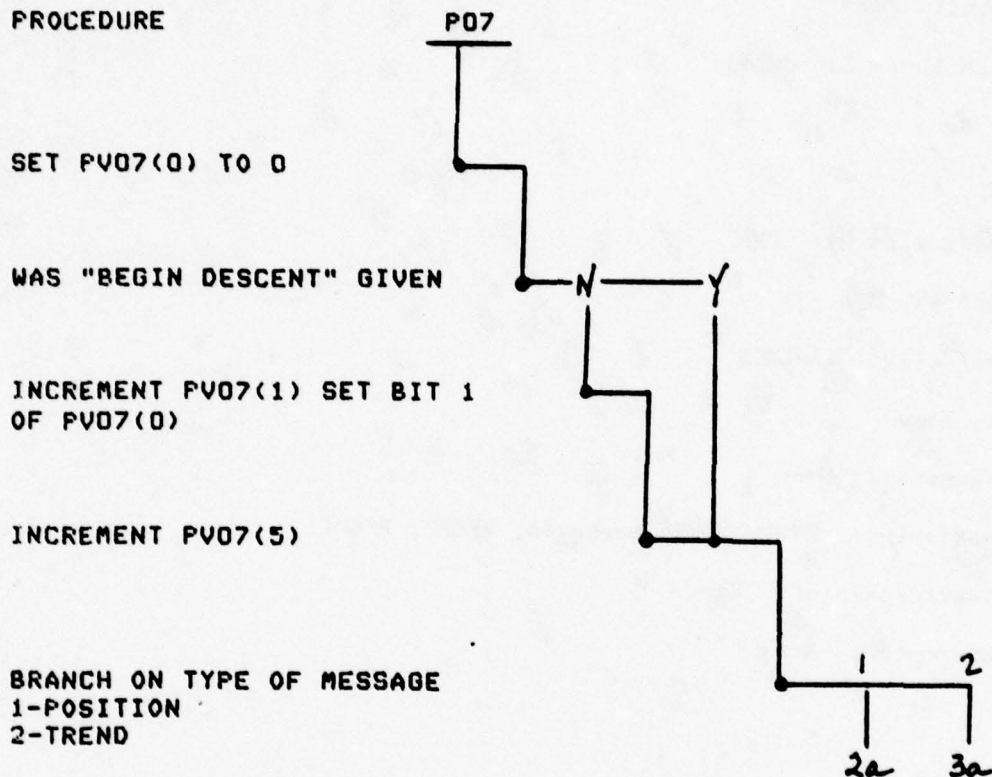 PROCEDURE P07
SET PV07(0) TO 0
WAS "BEGIN DESCENT" GIVEN N Y
INCREMENT PV07(1) SET BIT 1
OF PV07(0)
INCREMENT PV07(5)
BRANCH ON TYPE OF MESSAGE 1 2
1-POSITION
2-TREND
2a 3a